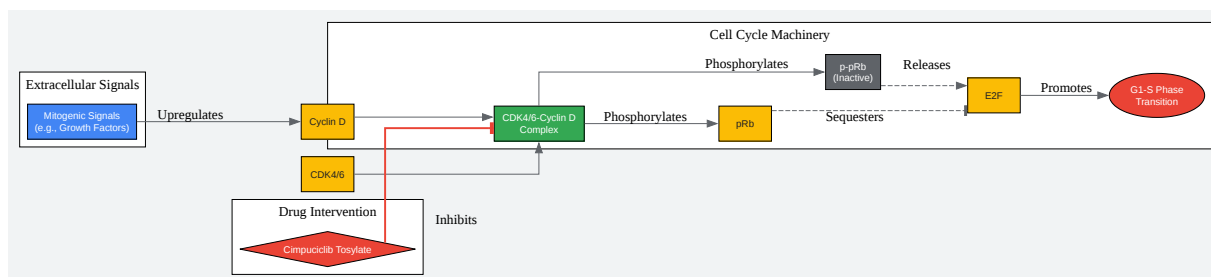 Cell Cycle Machinery
Extracellular Signals
Mitogenic Signals
(e.g., Growth Factors)
Upregulates
Cyclin D
CDK4/6
CDK4/6-Cyclin D
Complex
Phosphorylates
p-pRb
(Inactive)
Releases
Phosphorylates
pRb
Sequesters
E2F
Promotes
G1-S Phase
Transition
Drug Intervention
Cimpuciclib Tosylate
Inhibits